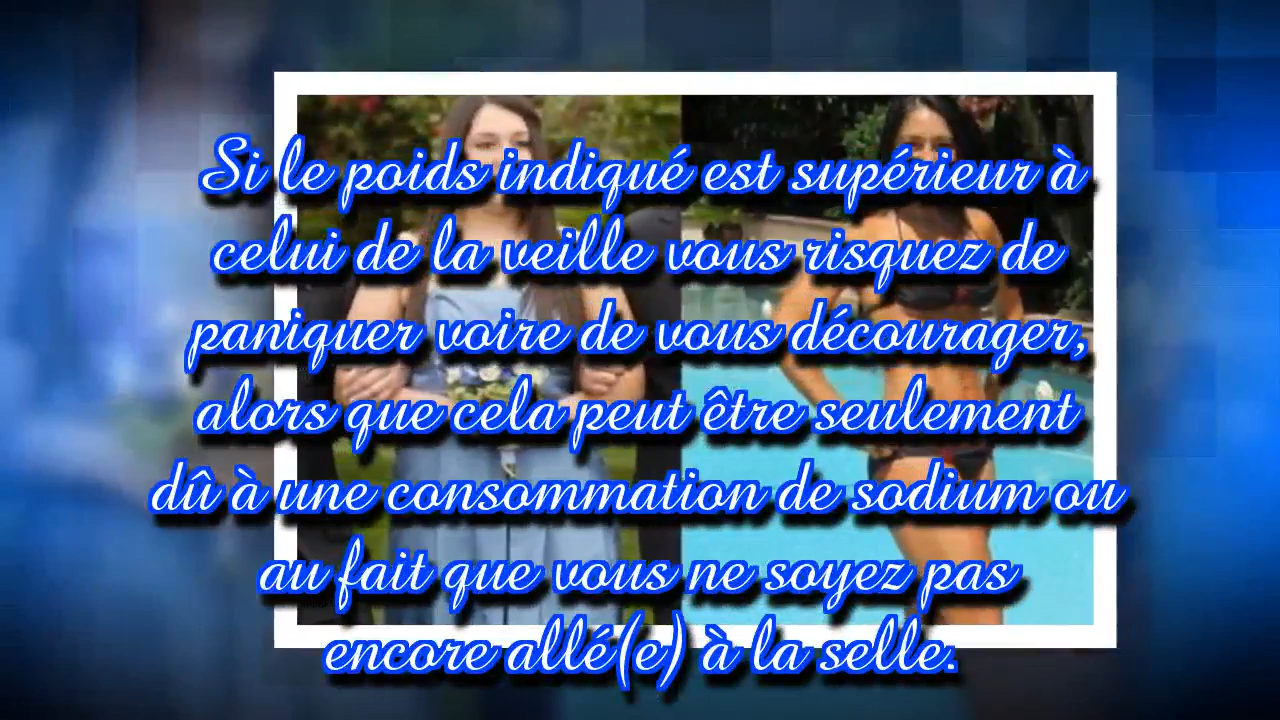 Si le poids indiqué est supérieur à
celui de la veille vous risquez de
paniquer voire de vous décourager,
alors que cela peut être seulement
dû à une consommation de sodium ou
au fait que vous ne soyez pas
encore allé(e) à la selle.